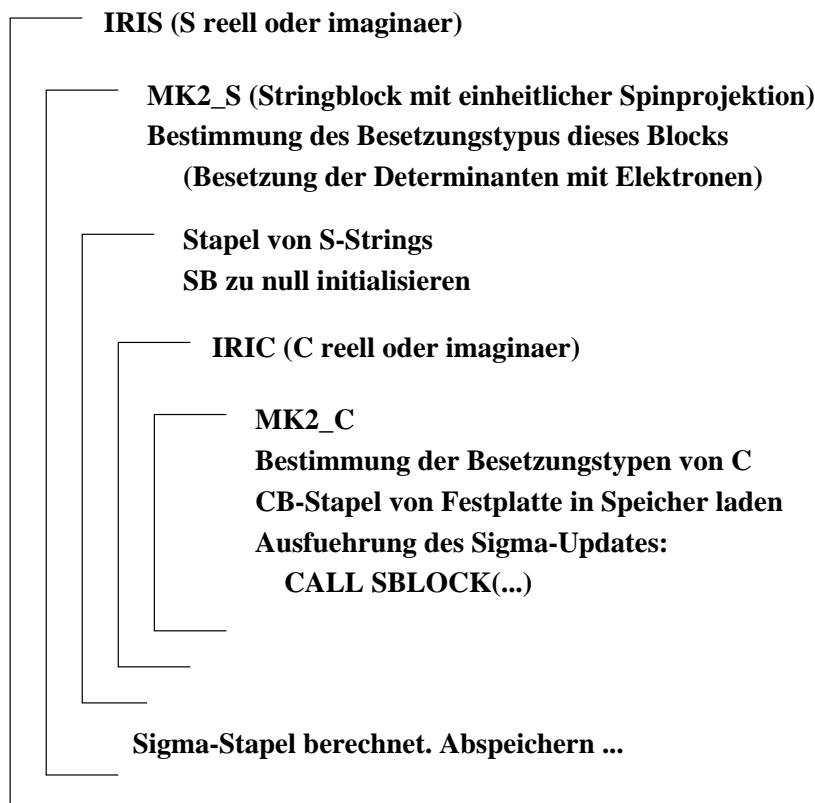 IRIS (S reell oder imaginaer)
MK2_S (Stringblock mit einheitlicher Spinprojektion)
Bestimmung des Besetzungstypus dieses Blocks
(Besetzung der Determinanten mit Elektronen)
Stapel von S-Strings
SB zu null initialisieren
IRIC (C reell oder imaginaer)
MK2_C
Bestimmung der Besetzungstypen von C
CB-Stapel von Festplatte in Speicher laden
Ausfuehrung des Sigma-Updates:
CALL SBLOCK(...)
Sigma-Stapel berechnet. Abspeichern ...